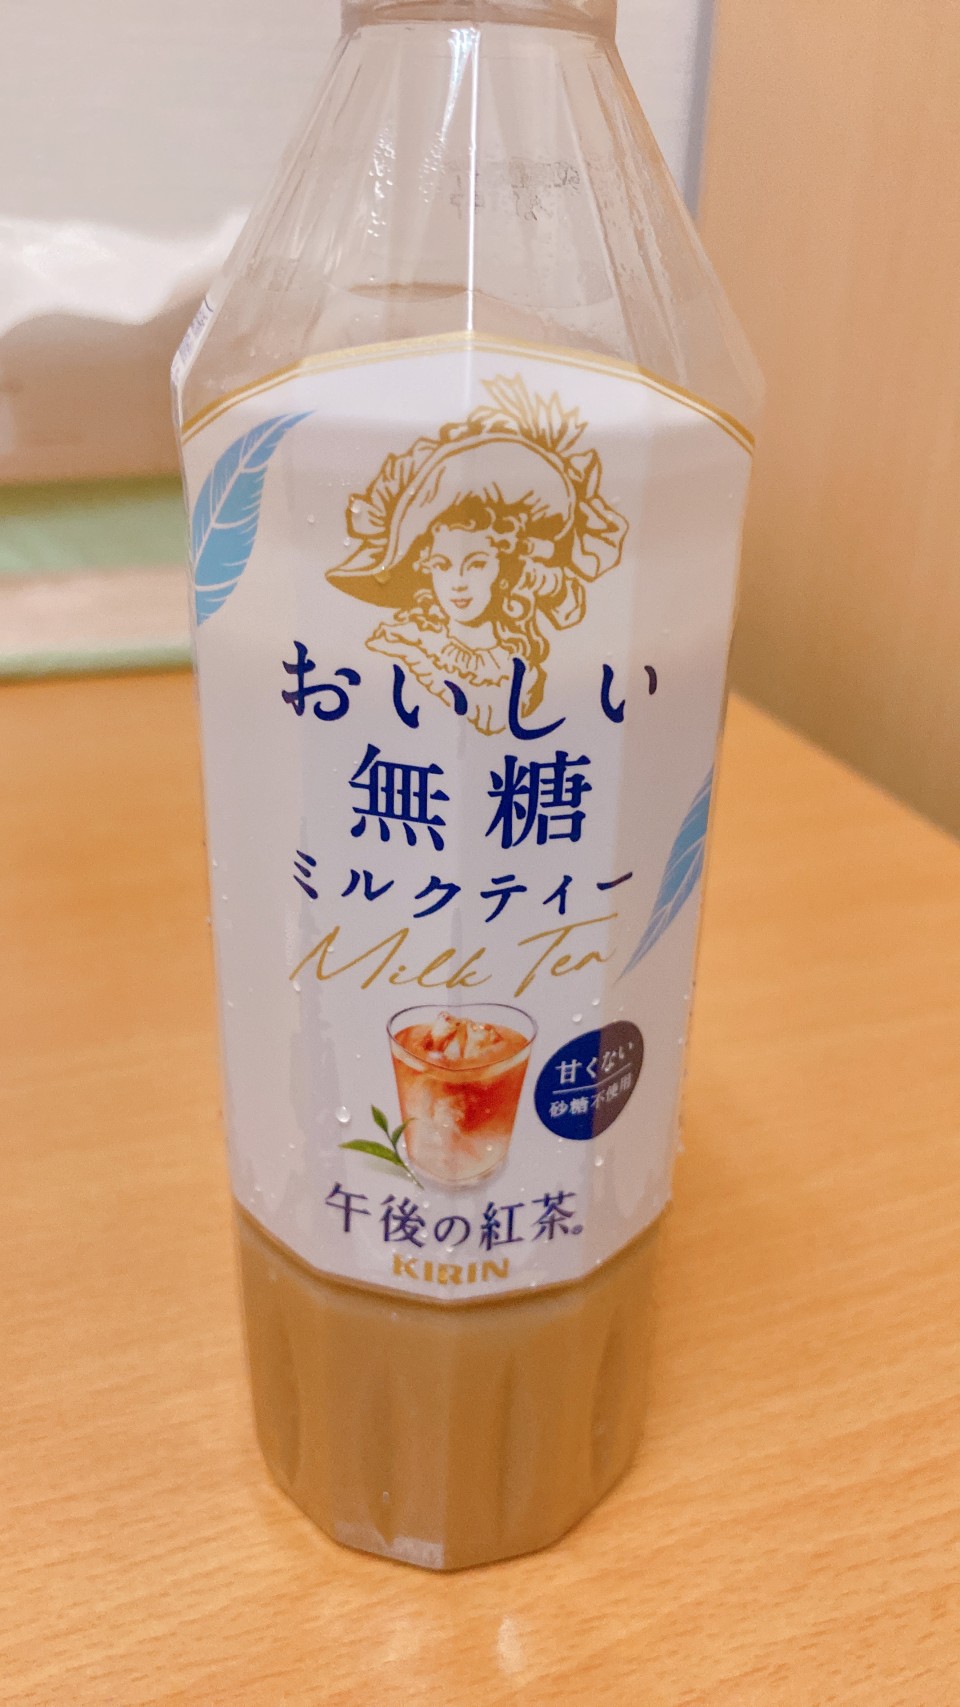 おいしい
無糖
ミルクティー
Milk Tea
甘くない
砂糖不使用
午後の紅茶。
KIRIN